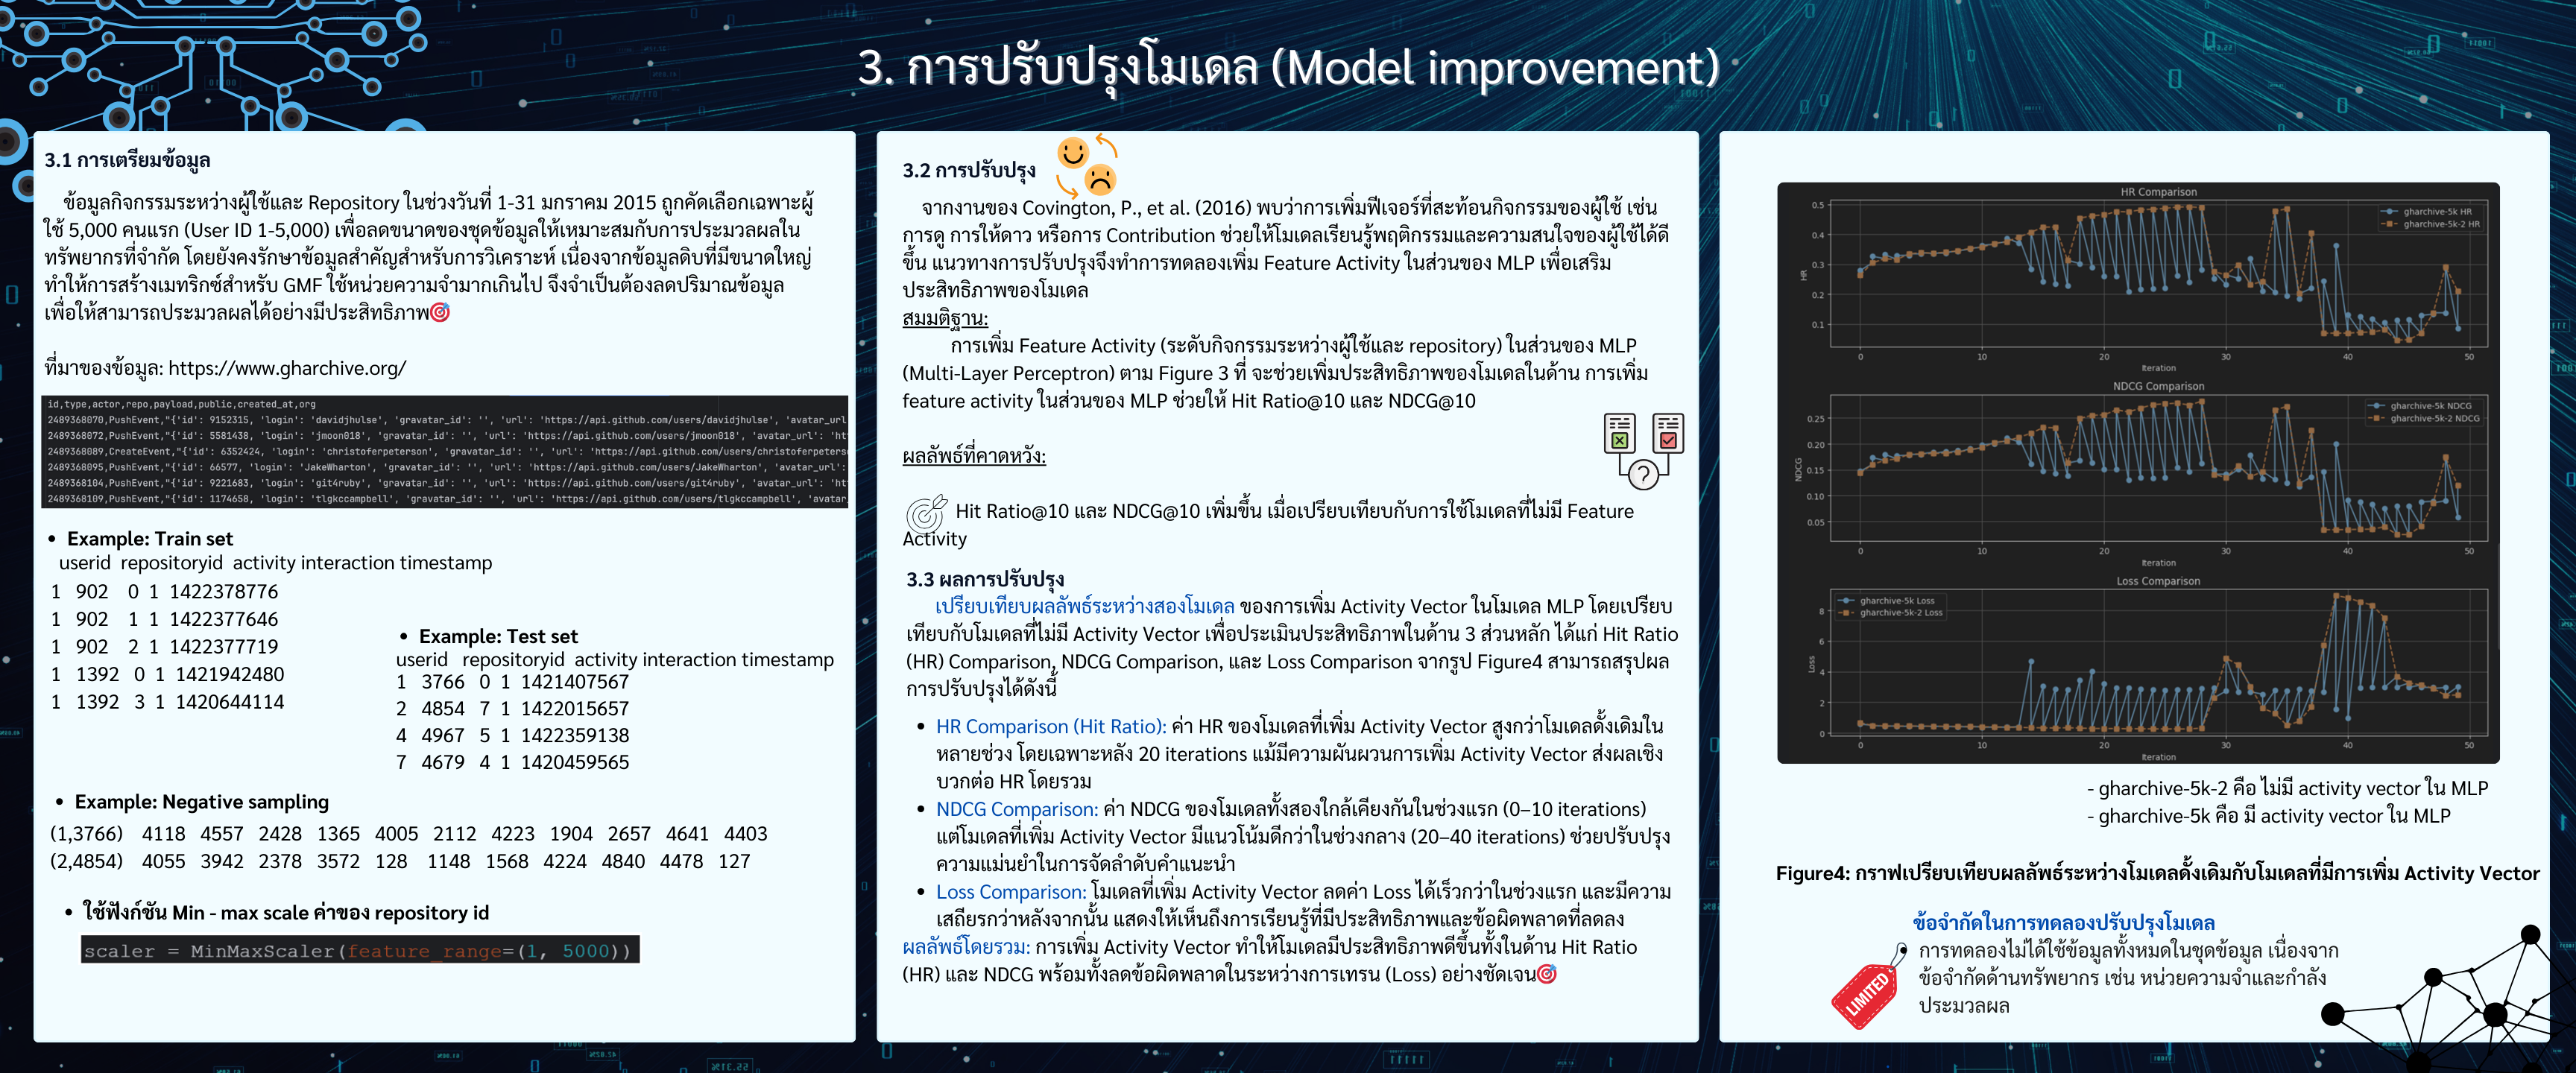 3. การปรับปรุงโมเดล (Model improvement)
3.1 การเตรียมข้อมูล
ข้อมูลกิจกรรมระหว่างผู้ใช้และ Repository ในช่วงวันที่ 1-31 มกราคม 2015 ถูกคัดเลือกเฉพาะผู้
ใช้ 5,000 คนแรก (User ID 1-5,000) เพื่อลดขนาดของชุดข้อมูลให้เหมาะสมกับการประมวลผลใน
ทรัพยากรที่จำกัด โดยยังคงรักษาข้อมูลสำคัญสำหรับการวิเคราะห์ เนื่องจากข้อมูลดิบที่มีขนาดใหญ่
ทำให้การสร้างเมทริกซ์สำหรับ GMF ใช้หน่วยความจำมากเกินไป จึงจำเป็นต้องลดปริมาณข้อมูล
เพื่อให้สามารถประมวลผลได้อย่างมีประสิทธิภาพ🎯
ที่มาของข้อมูล: https://www.gharchive.org/
id,type,actor,repo,payload,public,created_at,org
2489368070,PushEvent,"{'id': 9152315, 'login': 'davidjhulse', 'gravatar_id': '', 'url': 'https://api.github.com/users/davidjhulse', 'avatar_url
2489368072,PushEvent,"{'id': 5581438, 'login': 'jmoon018', 'gravatar_id': '', 'url': 'https://api.github.com/users/jmoon018', 'avatar_url': 'ht
2489368089,CreateEvent,"{'id': 6352424, 'login': 'christoferpeterson', 'gravatar_id': '', 'url': 'https://api.github.com/users/christoferpeters
2489368095,PushEvent,"{'id': 66577, 'login': 'JakeWharton', 'gravatar_id': '', 'url': 'https://api.github.com/users/JakeWharton', 'avatar_url':
2489368104,PushEvent,"{'id': 9221683, 'login': 'git4ruby', 'gravatar_id': '', 'url': 'https://api.github.com/users/git4ruby', 'avatar_url': 'ht
2489368109,PushEvent,"{'id': 1174658, 'login': 'tlgkccampbell', 'gravatar_id': '', 'url': 'https://api.github.com/users/tlgkccampbell', 'avatar
• Example: Train set
userid repositoryid activity interaction timestamp
1 902 0 1 1422378776
1 902 1 1 1422377646
1 902 2 1 1422377719
1 1392 0 1 1421942480
1 1392 3 1 1420644114
• Example: Test set
userid repositoryid activity interaction timestamp
1 3766 0 1 1421407567
2 4854 7 1 1422015657
4 4967 5 1 1422359138
7 4679 4 1 1420459565
• Example: Negative sampling
(1,3766) 4118 4557 2428 1365 4005 2112 4223 1904 2657 4641 4403
(2,4854) 4055 3942 2378 3572 128 1148 1568 4224 4840 4478 127
• ใช้ฟังก์ชัน Min - max scale ค่าของ repository id
scaler = MinMaxScaler(feature_range=(1, 5000))
3.2 การปรับปรุง
จากงานของ Covington, P., et al. (2016) พบว่าการเพิ่มฟีเจอร์ที่สะท้อนกิจกรรมของผู้ใช้ เช่น
การดู การให้ดาว หรือการ Contribution ช่วยให้โมเดลเรียนรู้พฤติกรรมและความสนใจของผู้ใช้ได้ดี
ขึ้น แนวทางการปรับปรุงจึงทำการทดลองเพิ่ม Feature Activity ในส่วนของ MLP เพื่อเสริม
ประสิทธิภาพของโมเดล
สมมติฐาน:
การเพิ่ม Feature Activity (ระดับกิจกรรมระหว่างผู้ใช้และ repository) ในส่วนของ MLP
(Multi-Layer Perceptron) ตาม Figure 3 ที่ จะช่วยเพิ่มประสิทธิภาพของโมเดลในด้าน การเพิ่ม
feature activity ในส่วนของ MLP ช่วยให้ Hit Ratio@10 และ NDCG@10
ผลลัพธ์ที่คาดหวัง:
Hit Ratio@10 และ NDCG@10 เพิ่มขึ้น เมื่อเปรียบเทียบกับการใช้โมเดลที่ไม่มี Feature
Activity
3.3 ผลการปรับปรุง
เปรียบเทียบผลลัพธ์ระหว่างสองโมเดล ของการเพิ่ม Activity Vector ในโมเดล MLP โดยเปรียบ
เทียบกับโมเดลที่ไม่มี Activity Vector เพื่อประเมินประสิทธิภาพในด้าน 3 ส่วนหลัก ได้แก่ Hit Ratio
(HR) Comparison, NDCG Comparison, และ Loss Comparison จากรูป Figure4 สามารถสรุปผล
การปรับปรุงได้ดังนี้
• HR Comparison (Hit Ratio): ค่า HR ของโมเดลที่เพิ่ม Activity Vector สูงกว่าโมเดลดั้งเดิมใน
หลายช่วง โดยเฉพาะหลัง 20 iterations แม้มีความผันผวนการเพิ่ม Activity Vector ส่งผลเชิง
บวกต่อ HR โดยรวม
• NDCG Comparison: ค่า NDCG ของโมเดลทั้งสองใกล้เคียงกันในช่วงแรก (0–10 iterations)
แต่โมเดลที่เพิ่ม Activity Vector มีแนวโน้มดีกว่าในช่วงกลาง (20–40 iterations) ช่วยปรับปรุง
ความแม่นยำในการจัดลำดับคำแนะนำ
• Loss Comparison: โมเดลที่เพิ่ม Activity Vector ลดค่า Loss ได้เร็วกว่าในช่วงแรก และมีความ
เสถียรกว่าหลังจากนั้น แสดงให้เห็นถึงการเรียนรู้ที่มีประสิทธิภาพและข้อผิดพลาดที่ลดลง
ผลลัพธ์โดยรวม: การเพิ่ม Activity Vector ทำให้โมเดลมีประสิทธิภาพดีขึ้นทั้งในด้าน Hit Ratio
(HR) และ NDCG พร้อมทั้งลดข้อผิดพลาดในระหว่างการเทรน (Loss) อย่างชัดเจน🎯
HR Comparison
gharchive-5k HR
gharchive-5k-2 HR
HR
0.5
0.4
0.3
0.2
0.1
0 10 20 30 40 50
Iteration
NDCG Comparison
gharchive-5k NDCG
gharchive-5k-2 NDCG
NDCG
0.25
0.20
0.15
0.10
0.05
0 10 20 30 40 50
Iteration
Loss Comparison
gharchive-5k Loss
gharchive-5k-2 Loss
Loss
8
6
4
2
0
0 10 20 30 40 50
Iteration
- gharchive-5k-2 คือ ไม่มี activity vector ใน MLP
- gharchive-5k คือ มี activity vector ใน MLP
Figure4: กราฟเปรียบเทียบผลลัพธ์ระหว่างโมเดลดั้งเดิมกับโมเดลที่มีการเพิ่ม Activity Vector
ข้อจำกัดในการทดลองปรับปรุงโมเดล
การทดลองไม่ได้ใช้ข้อมูลทั้งหมดในชุดข้อมูล เนื่องจาก
ข้อจำกัดด้านทรัพยากร เช่น หน่วยความจำและกำลัง
ประมวลผล
LIMITED